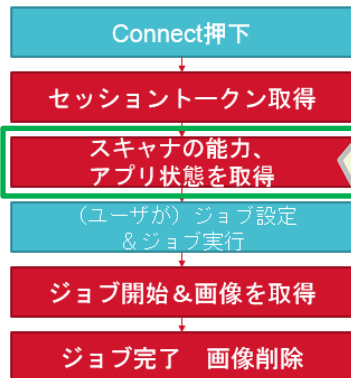 Connect押下
セッショントークン取得
スキャナの能力、
アプリ状態を取得
（ユーザが）ジョブ設定
＆ジョブ実行
ジョブ開始＆画像を取得
ジョブ完了　画像削除